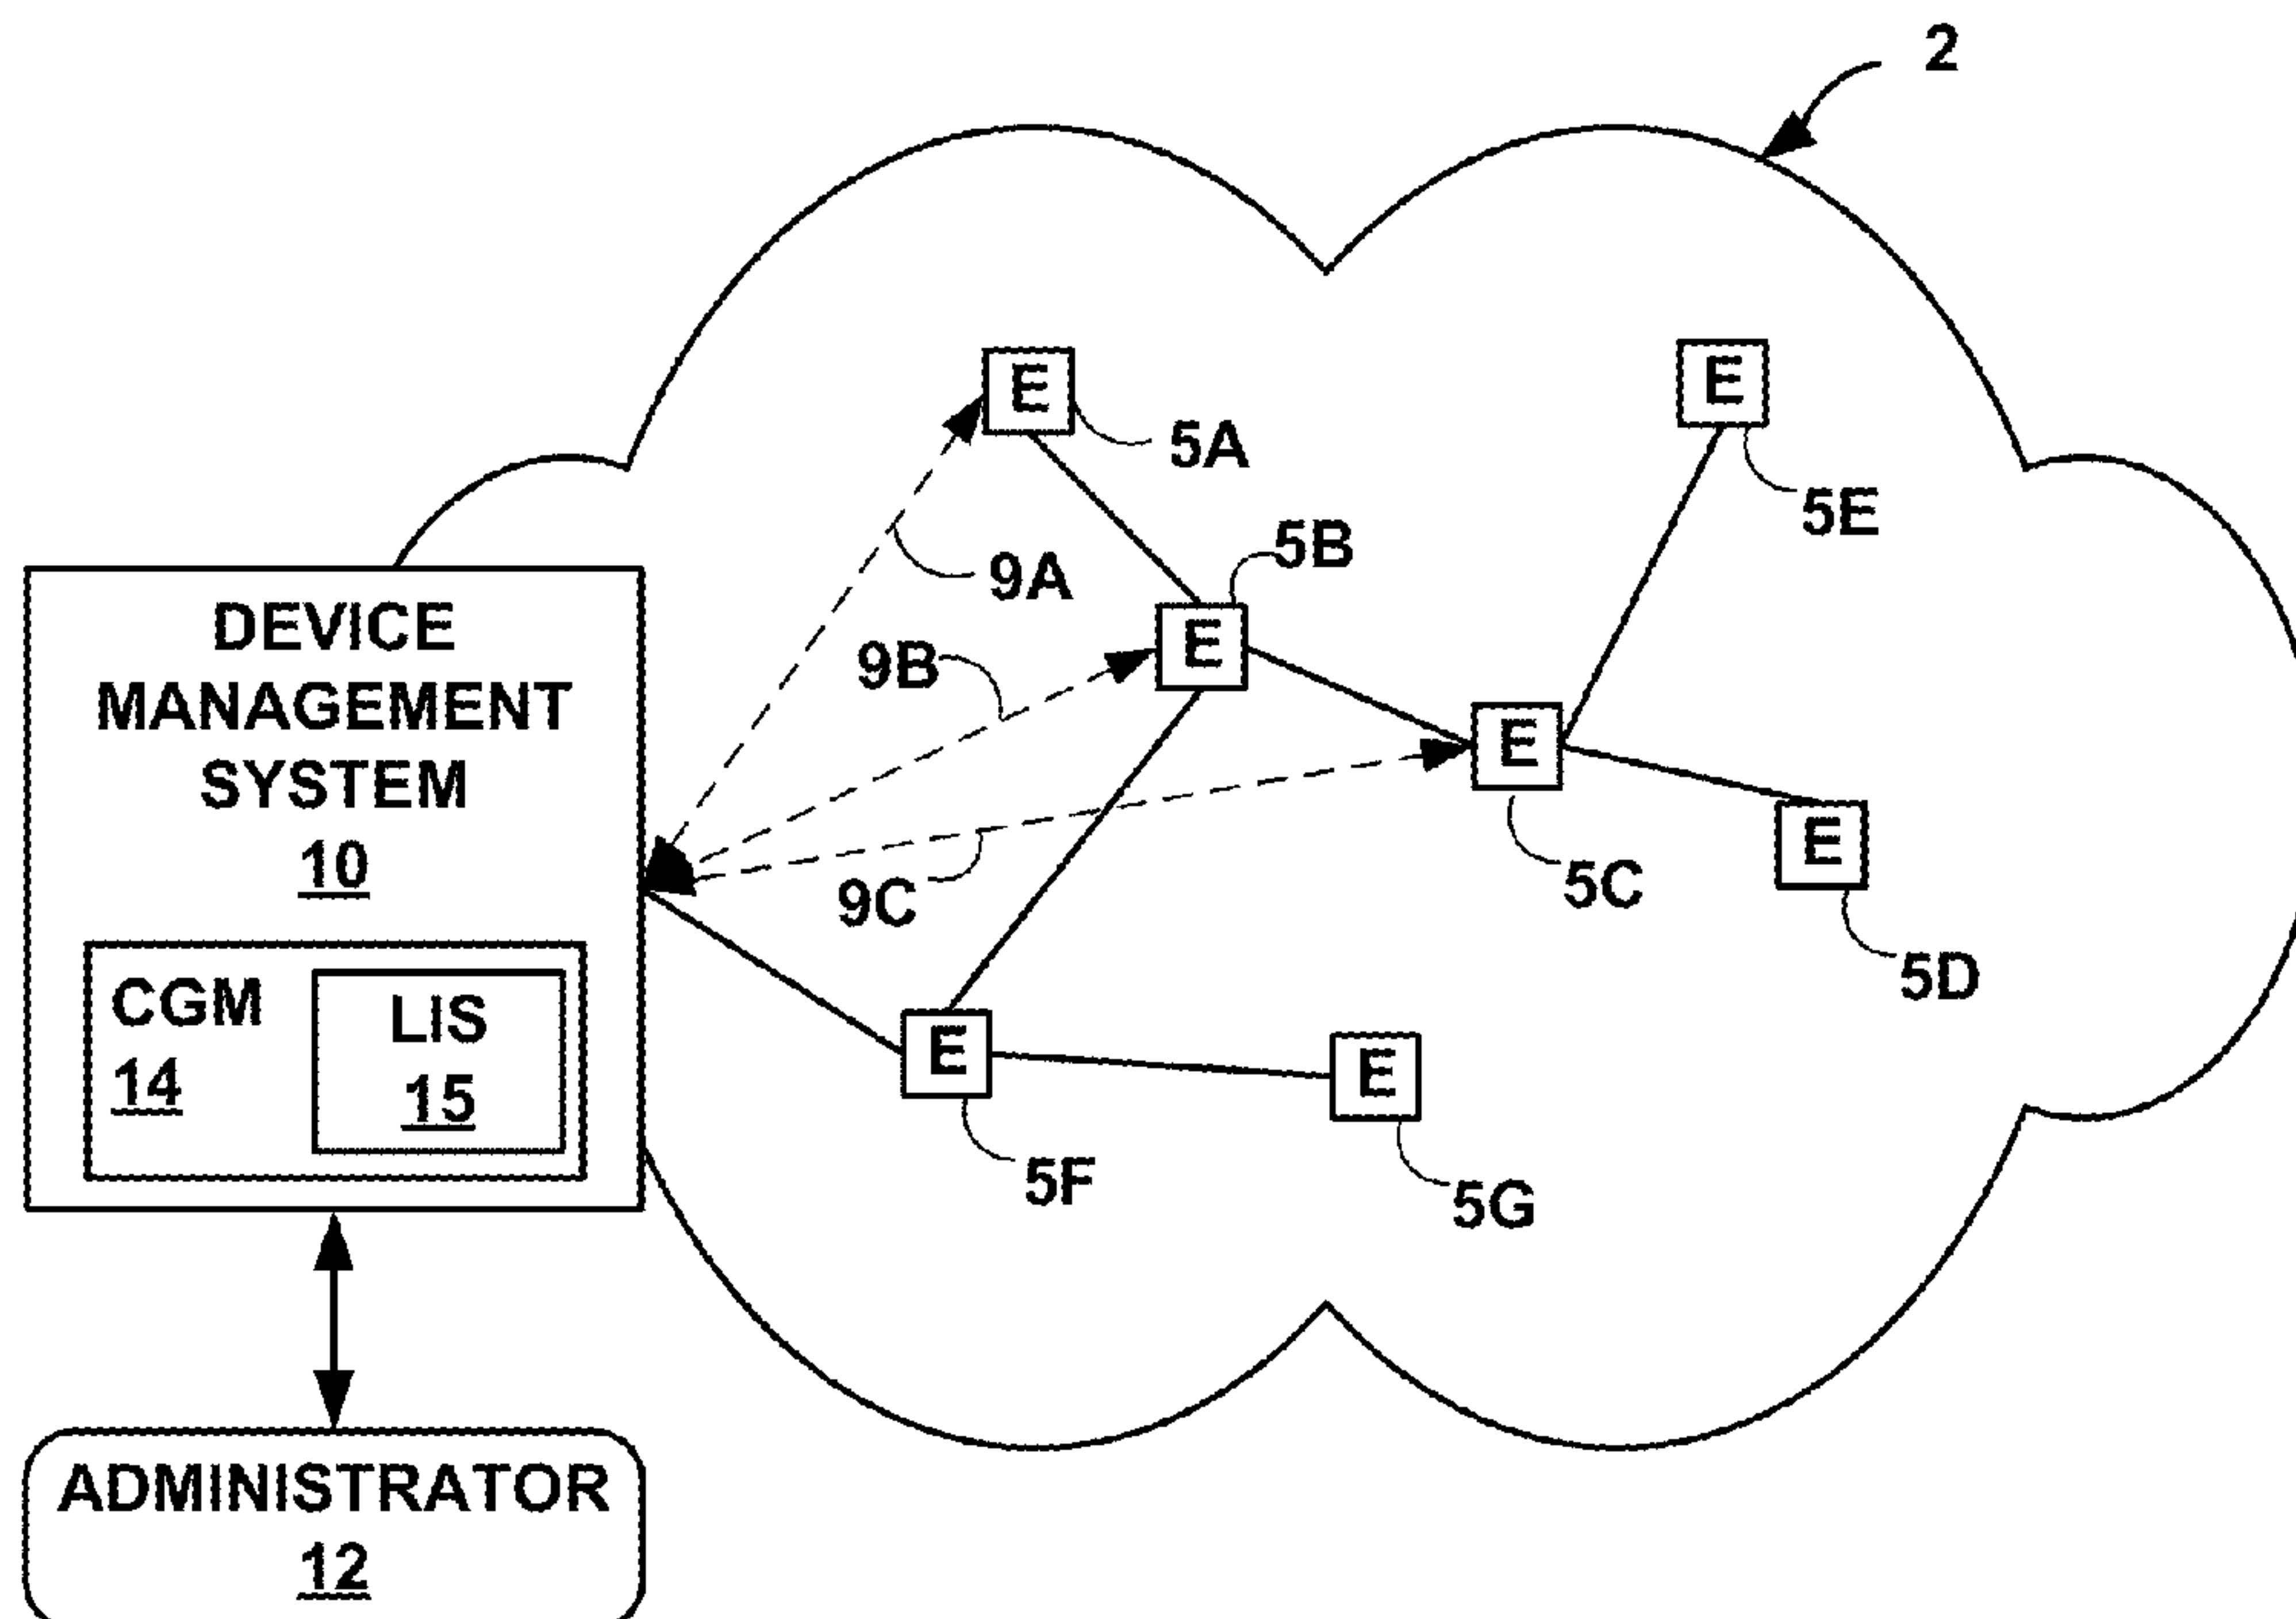 2
E
5A
E
5E
5B
9A
E
9B
E
5C
E
5D
9C
DEVICE
MANAGEMENT
SYSTEM
10
CGM
14
LIS
15
E
5F
E
5G
ADMINISTRATOR
12